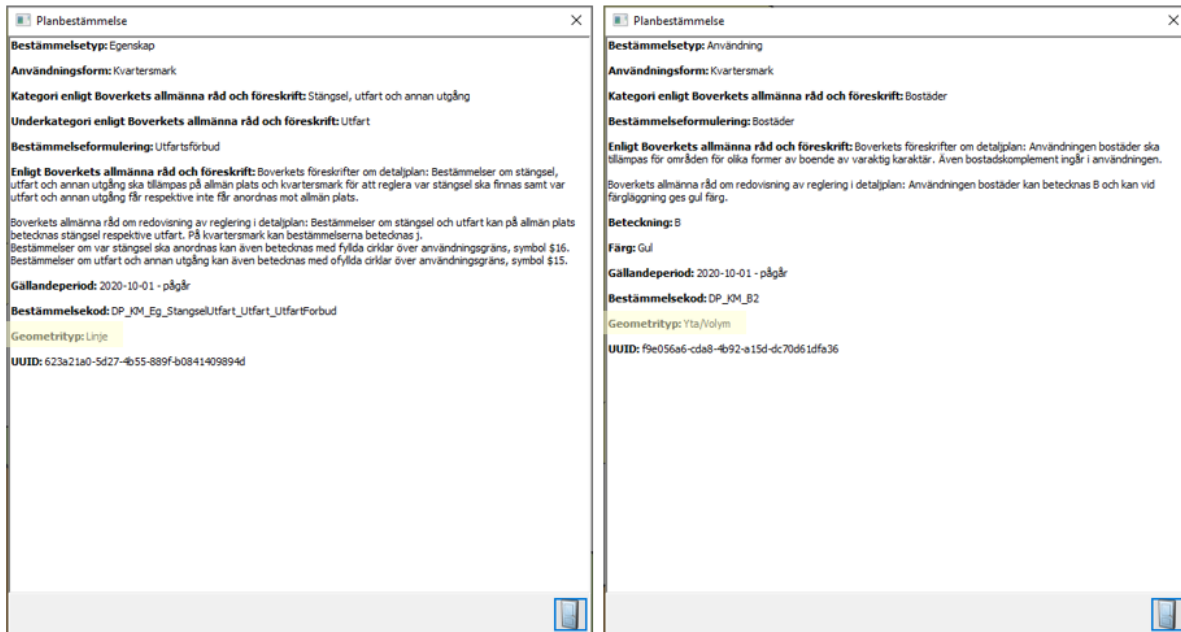 Planbestämmelse
Bestämmelsetyp: Egenskap
Användningsform: Kvartersmark
Kategori enligt Boverkets allmänna råd och föreskrift: Stängsel, utfart och annan utgång
Underkategori enligt Boverkets allmänna råd och föreskrift: Utfart
Bestämmelseformulering: Utfartsförbud
Enligt Boverkets allmänna råd och föreskrift: Boverkets föreskrifter om detaljplan: Bestämmelser om stängsel,
utfart och annan utgång ska tillämpas på allmän plats och kvartersmark för att reglera var stängsel ska finnas samt var
utfart och annan utgång får respektive inte får anordnas mot allmän plats.
Boverkets allmänna råd om redovisning av reglering i detaljplan: Bestämmelser om stängsel och utfart kan på allmän plats
betecknas stängsel respektive utfart. På kvartersmark kan bestämmelserna betecknas j.
Bestämmelser om var stängsel ska anordnas kan även betecknas med fyllda cirklar över användningsgräns, symbol $16.
Bestämmelser om utfart och annan utgång kan även betecknas med ofyllda cirklar över användningsgräns, symbol $15.
Gällandeperiod: 2020-10-01 - pågår
Bestämmelsekod: DP_KM_Eg_StangselUtfart_Utfart_UtfartForbud
Geometrityp: Linje
UUID: 623a21a0-5d27-4b55-889f-b0841409894d
Planbestämmelse
Bestämmelsetyp: Användning
Användningsform: Kvartersmark
Kategori enligt Boverkets allmänna råd och föreskrift: Bostäder
Bestämmelseformulering: Bostäder
Enligt Boverkets allmänna råd och föreskrift: Boverkets föreskrifter om detaljplan: Användningen bostäder ska
tillämpas för områden för olika former av boende av varaktig karaktär. Även bostadskomplement ingår i användningen.
Boverkets allmänna råd om redovisning av reglering i detaljplan: Användningen bostäder kan betecknas B och kan vid
färgläggning ges gul färg.
Beteckning: B
Färg: Gul
Gällandeperiod: 2020-10-01 - pågår
Bestämmelsekod: DP_KM_B2
Geometrityp: Yta/Volym
UUID: f9e056a6-cda8-4b92-a15d-dc70d61dfa36